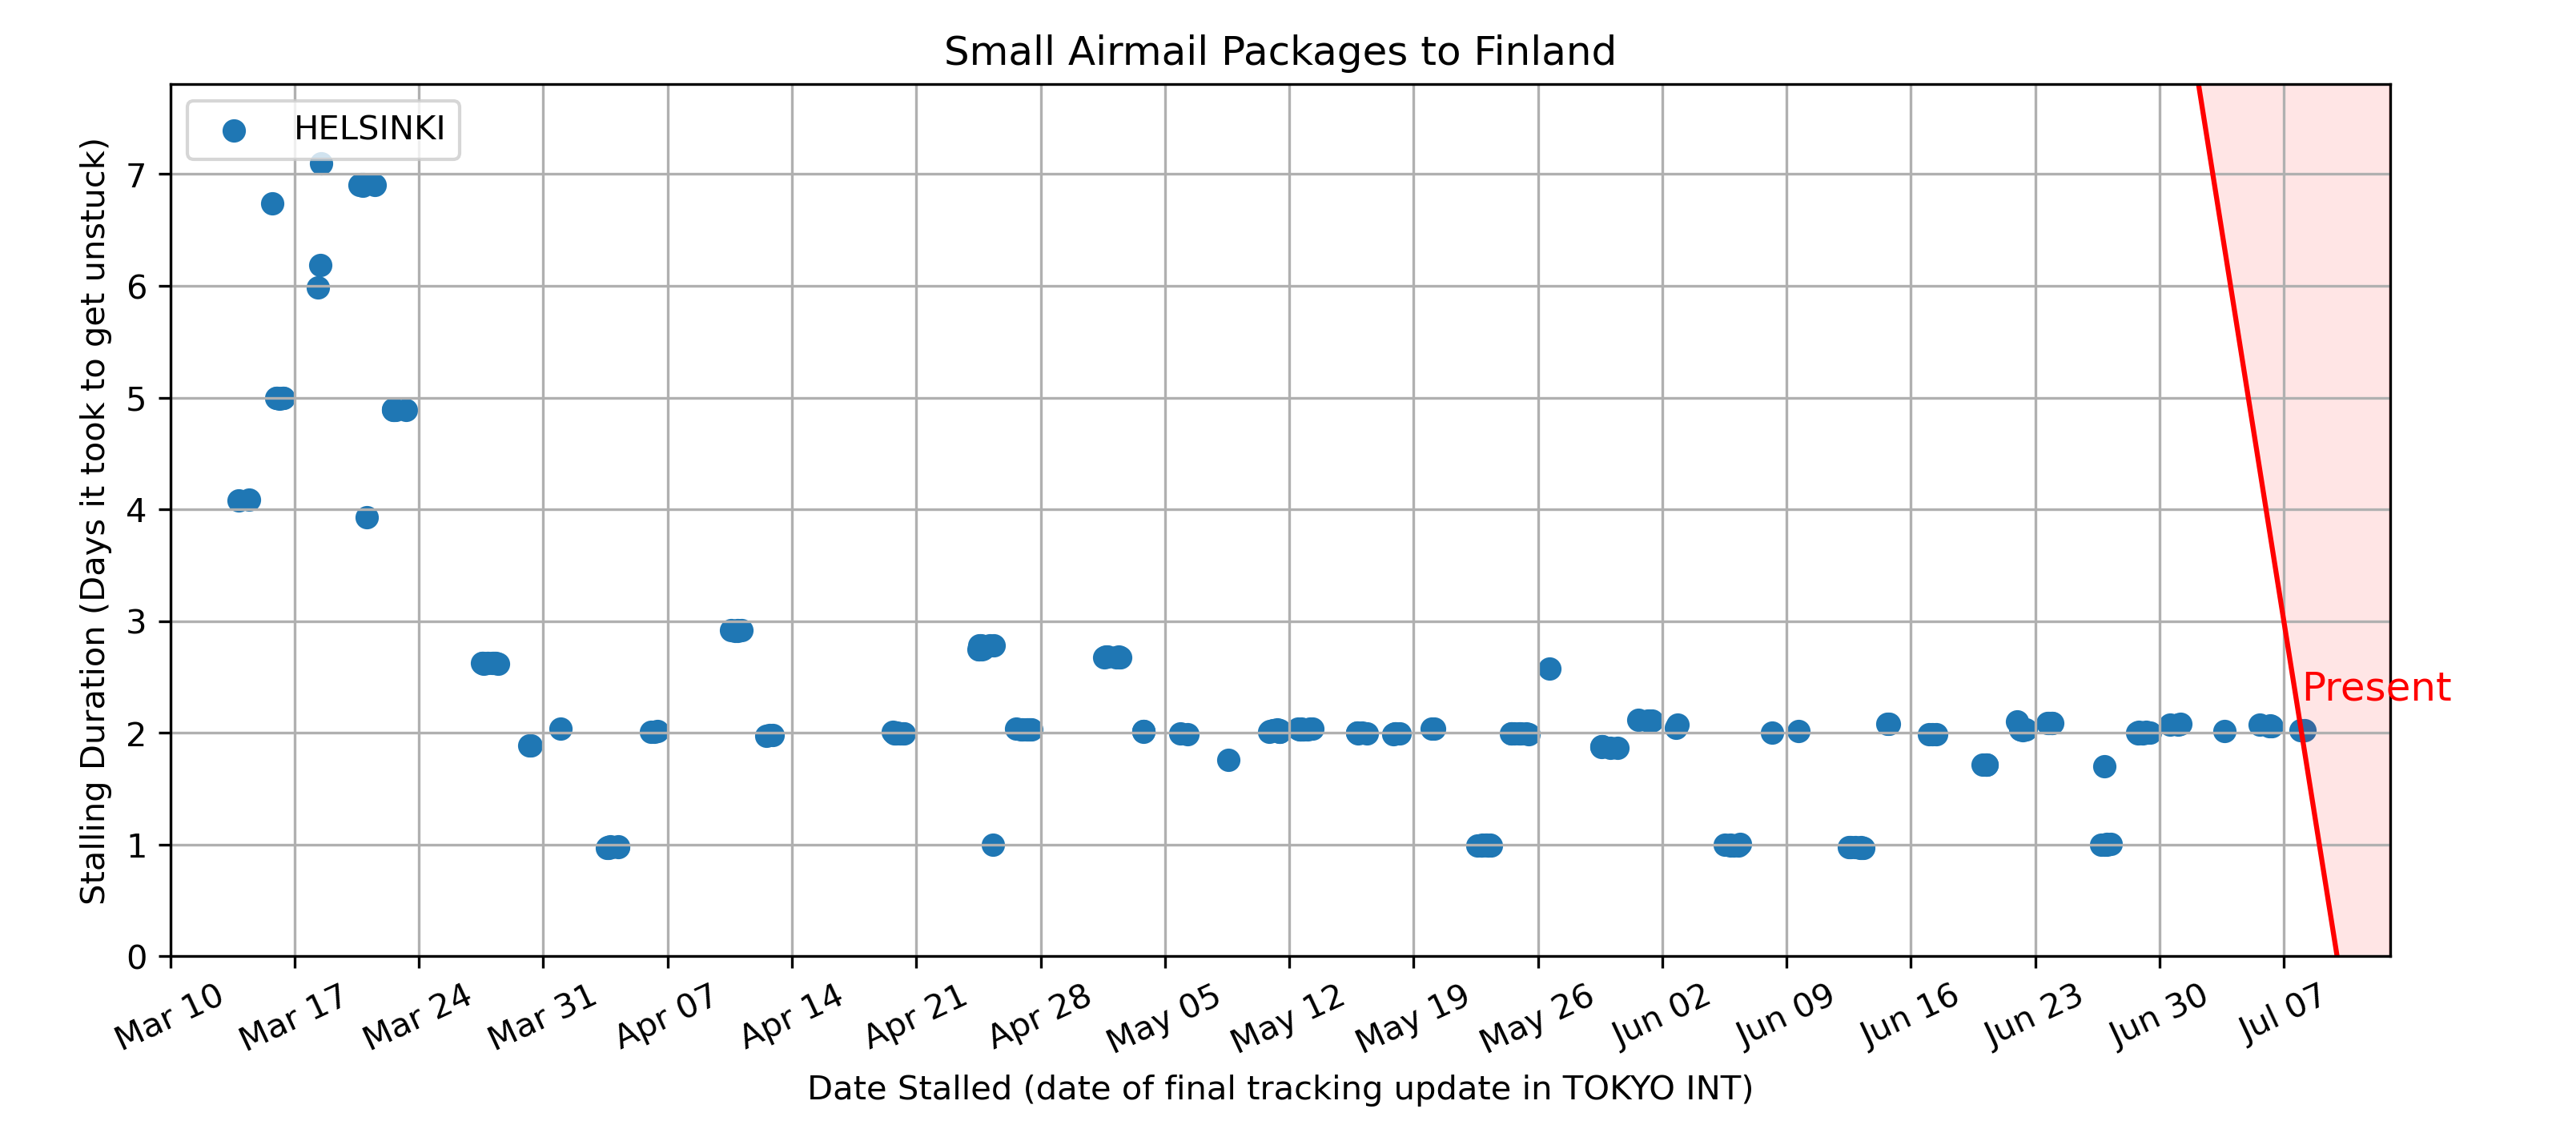 Small Airmail Packages to Finland
HELSINKI
Stalling Duration (Days it took to get unstuck)
7
6
5
4
3
2
1
0
Present
Mar 10
Mar 17
Mar 24
Mar 31
Apr 07
Apr 14
Apr 21
Apr 28
May 05
May 12
May 19
May 26
Jun 02
Jun 09
Jun 16
Jun 23
Jun 30
Jul 07
Date Stalled (date of final tracking update in TOKYO INT)